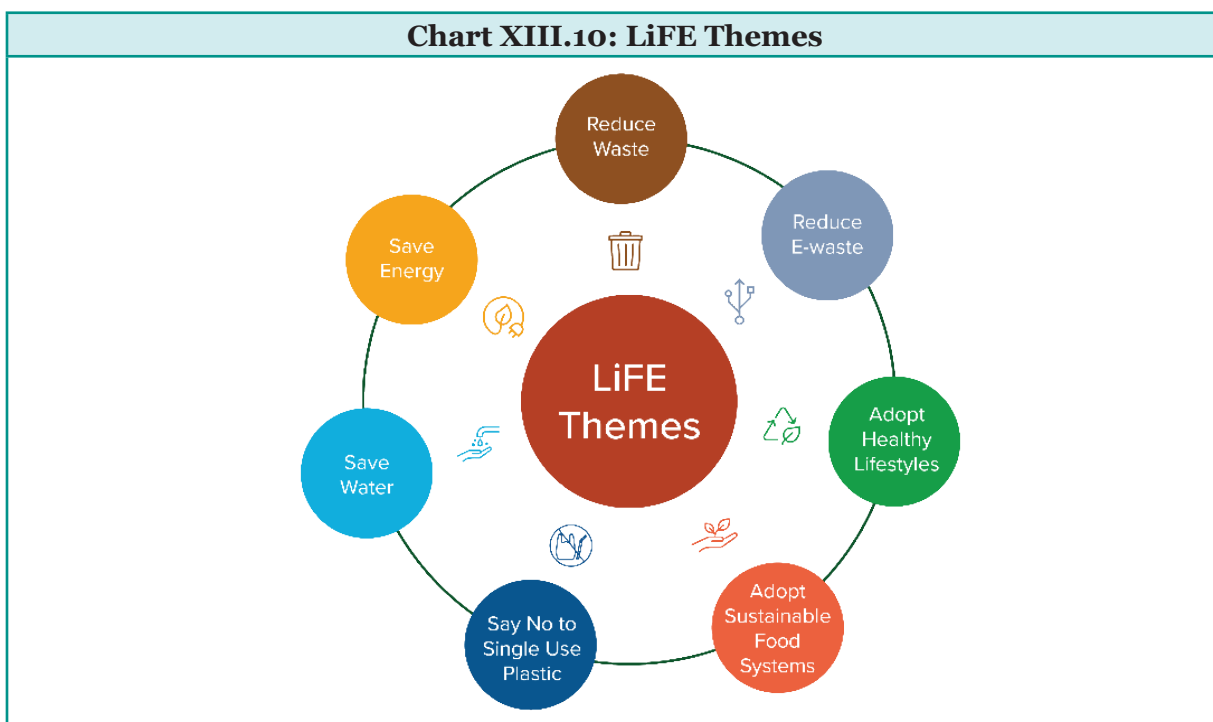 Chart XIII.10: LiFE Themes
Reduce
Waste
Reduce
E-waste
Adopt
Healthy
Lifestyles
Adopt
Sustainable
Food
Systems
Say No to
Single Use
Plastic
Save
Water
Save
Energy
LiFE
Themes